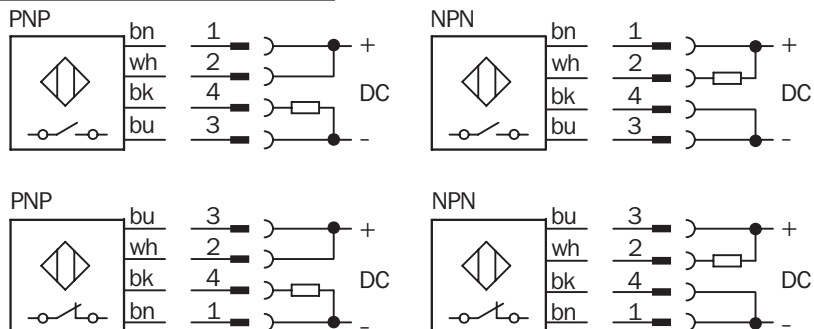 PNP
bn 1 +
wh 2
bk 4 DC
bu 3 -
NPN
bn 1 +
wh 2
bk 4 DC
bu 3 -
PNP
bu 3 +
wh 2
bk 4 DC
bn 1 -
NPN
bu 3 +
wh 2
bk 4 DC
bn 1 -